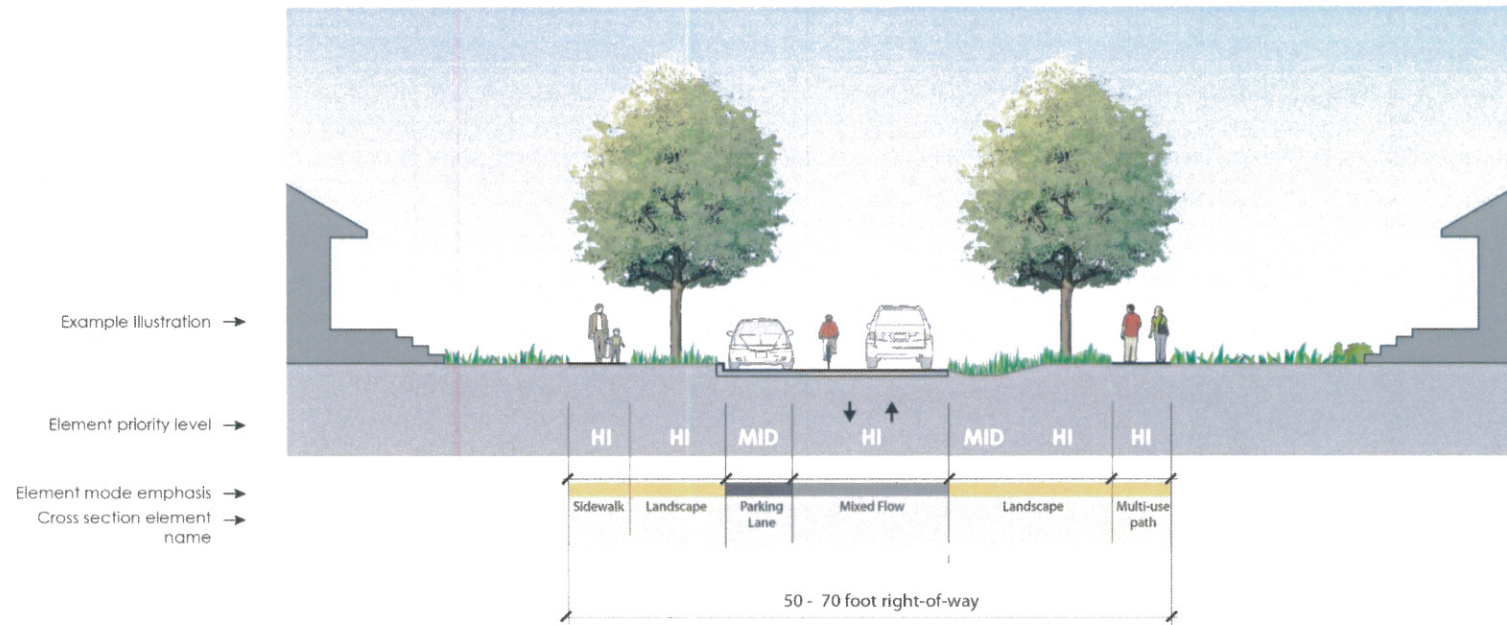 Example Illustration
Element priority level
HI HI MID HI MID HI HI
Element mode emphasis
Cross section element
name
Sidewalk Landscape Parking Mixed Flow Landscape Multi-use
Lane path
50 - 70 foot right-of-way